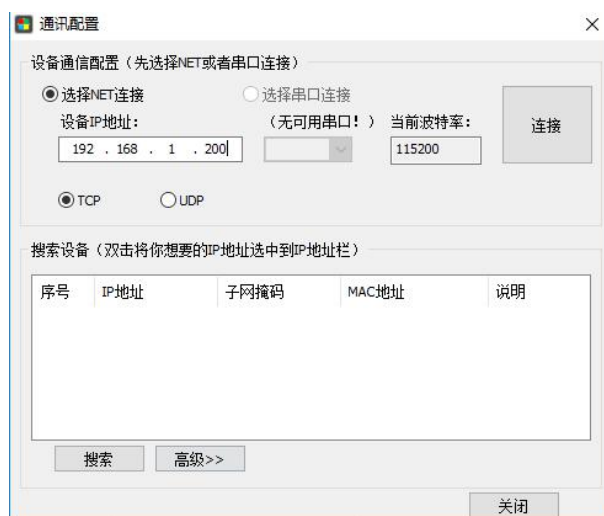 通讯配置
设备通信配置（先选择NET或者串口连接）
选择NET连接 选择串口连接
设备IP地址： （无可用串口！） 当前波特率： 连接
192 . 168 . 1 . 200 115200
TCP UDP
搜索设备（双击将你想要的IP地址选中到IP地址栏）
序号 IP地址 子网掩码 MAC地址 说明
搜索 高级>>
关闭